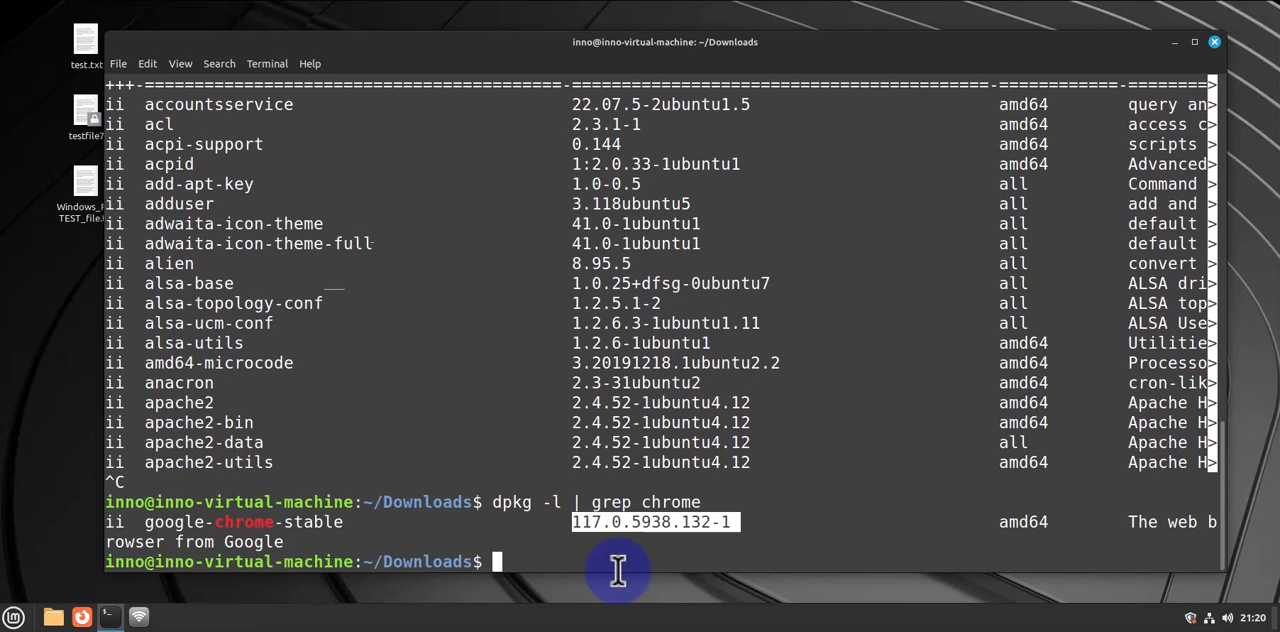 inno@inno-virtual-machine: ~/Downloads
File Edit View Search Terminal Help
test.txt
+++-==========================================-==========================================-============-========>
ii accountsservice 22.07.5-2ubuntu1.5 amd64 query an>
ii acl 2.3.1-1 amd64 access c>
ii acpi-support 0.144 amd64 scripts >
ii acpid 1:2.0.33-1ubuntu1 amd64 Advanced>
ii add-apt-key 1.0-0.5 all Command >
ii adduser 3.118ubuntu5 all add and >
ii adwaita-icon-theme 41.0-1ubuntu1 all default >
ii adwaita-icon-theme-full 41.0-1ubuntu1 all default >
ii alien 8.95.5 all convert >
ii alsa-base 1.0.25+dfsg-0ubuntu7 all ALSA dri>
ii alsa-topology-conf 1.2.5.1-2 all ALSA top>
ii alsa-ucm-conf 1.2.6.3-1ubuntu1.11 all ALSA Use>
ii alsa-utils 1.2.6-1ubuntu1 amd64 Utilitie>
ii amd64-microcode 3.20191218.1ubuntu2.2 amd64 Processo>
ii anacron 2.3-31ubuntu2 amd64 cron-lik>
ii apache2 2.4.52-1ubuntu4.12 amd64 Apache H>
ii apache2-bin 2.4.52-1ubuntu4.12 amd64 Apache H>
ii apache2-data 2.4.52-1ubuntu4.12 all Apache H>
ii apache2-utils 2.4.52-1ubuntu4.12 amd64 Apache H>
^C
inno@inno-virtual-machine:~/Downloads$ dpkg -l | grep chrome
ii google-chrome-stable 117.0.5938.132-1 amd64 The web b
rowser from Google
inno@inno-virtual-machine:~/Downloads$
testfile7
Windows_F
TEST_file.
21:20